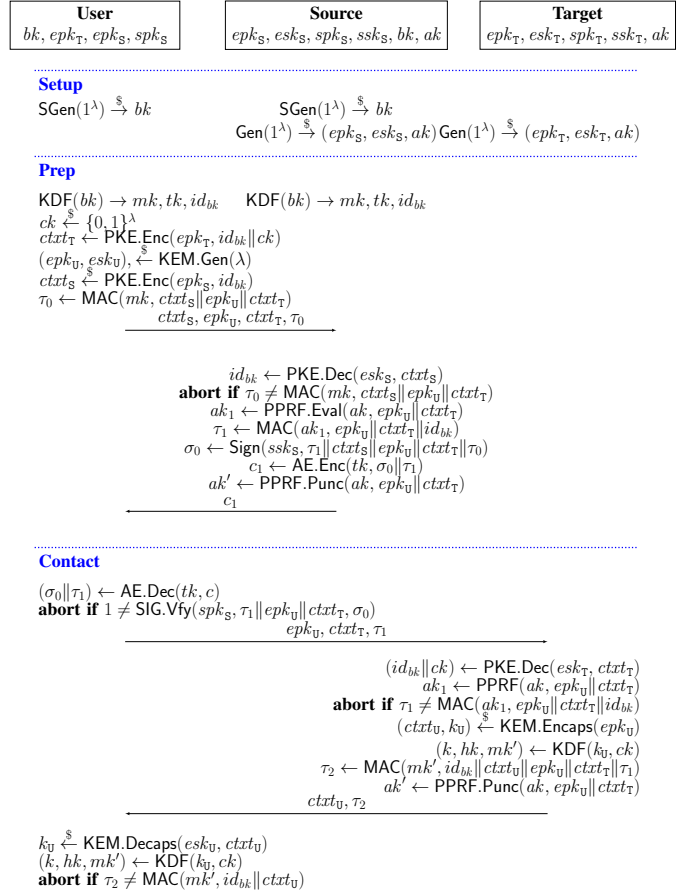 User Source Target
bk, epk_T, epk_S, spk_S epk_S, esk_S, spk_S, ssk_S, bk, ak epk_T, esk_T, spk_T, ssk_T, ak
Setup
SGen(1^λ) →^$ bk SGen(1^λ) →^$ bk
Gen(1^λ) →^$ (epk_S, esk_S, ak) Gen(1^λ) →^$ (epk_T, esk_T, ak)
Prep
KDF(bk) → mk, tk, id_bk KDF(bk) → mk, tk, id_bk
ck ←^$ {0, 1}^λ
ctxt_T ← PKE.Enc(epk_T, id_bk‖ck)
(epk_U, esk_U), ←^$ KEM.Gen(λ)
ctxt_S ←^$ PKE.Enc(epk_S, id_bk)
τ_0 ← MAC(mk, ctxt_S‖epk_U‖ctxt_T)
ctxt_S, epk_U, ctxt_T, τ_0
id_bk ← PKE.Dec(esk_S, ctxt_S)
abort if τ_0 ≠ MAC(mk, ctxt_S‖epk_U‖ctxt_T)
ak_1 ← PPRF.Eval(ak, epk_U‖ctxt_T)
τ_1 ← MAC(ak_1, epk_U‖ctxt_T‖id_bk)
σ_0 ← Sign(ssk_S, τ_1‖ctxt_S‖epk_U‖ctxt_T‖τ_0)
c_1 ← AE.Enc(tk, σ_0‖τ_1)
ak′ ← PPRF.Punc(ak, epk_U‖ctxt_T)
c_1
Contact
(σ_0‖τ_1) ← AE.Dec(tk, c)
abort if 1 ≠ SIG.Vfy(spk_S, τ_1‖epk_U‖ctxt_T, σ_0)
epk_U, ctxt_T, τ_1
(id_bk‖ck) ← PKE.Dec(esk_T, ctxt_T)
ak_1 ← PPRF(ak, epk_U‖ctxt_T)
abort if τ_1 ≠ MAC(ak_1, epk_U‖ctxt_T‖id_bk)
(ctxt_U, k_U) ←^$ KEM.Encaps(epk_U)
(k, hk, mk′) ← KDF(k_U, ck)
τ_2 ← MAC(mk′, id_bk‖ctxt_U‖epk_U‖ctxt_T‖τ_1)
ak′ ← PPRF.Punc(ak, epk_U‖ctxt_T)
ctxt_U, τ_2
k_U ←^$ KEM.Decaps(esk_U, ctxt_U)
(k, hk, mk′) ← KDF(k_U, ck)
abort if τ_2 ≠ MAC(mk′, id_bk‖ctxt_U)